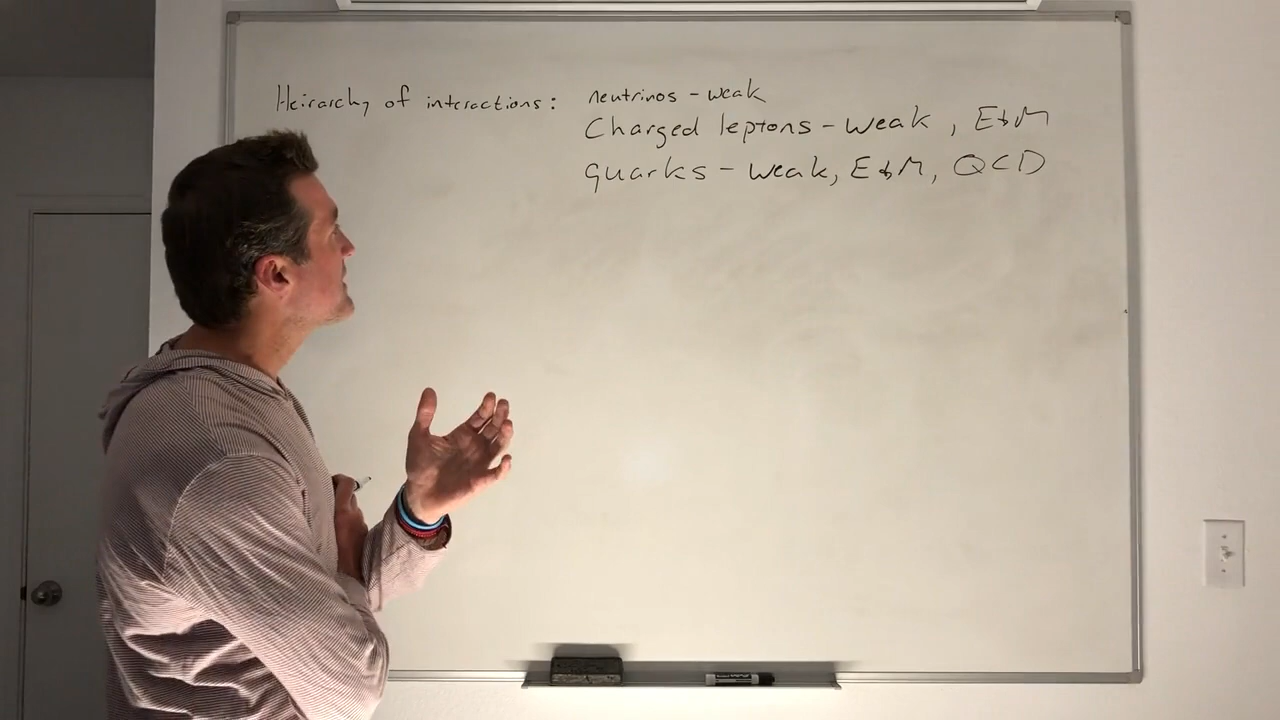 Heirarchy of interactions: neutrinos - weak
Charged leptons - weak, E&M
quarks - weak, E&M, QCD